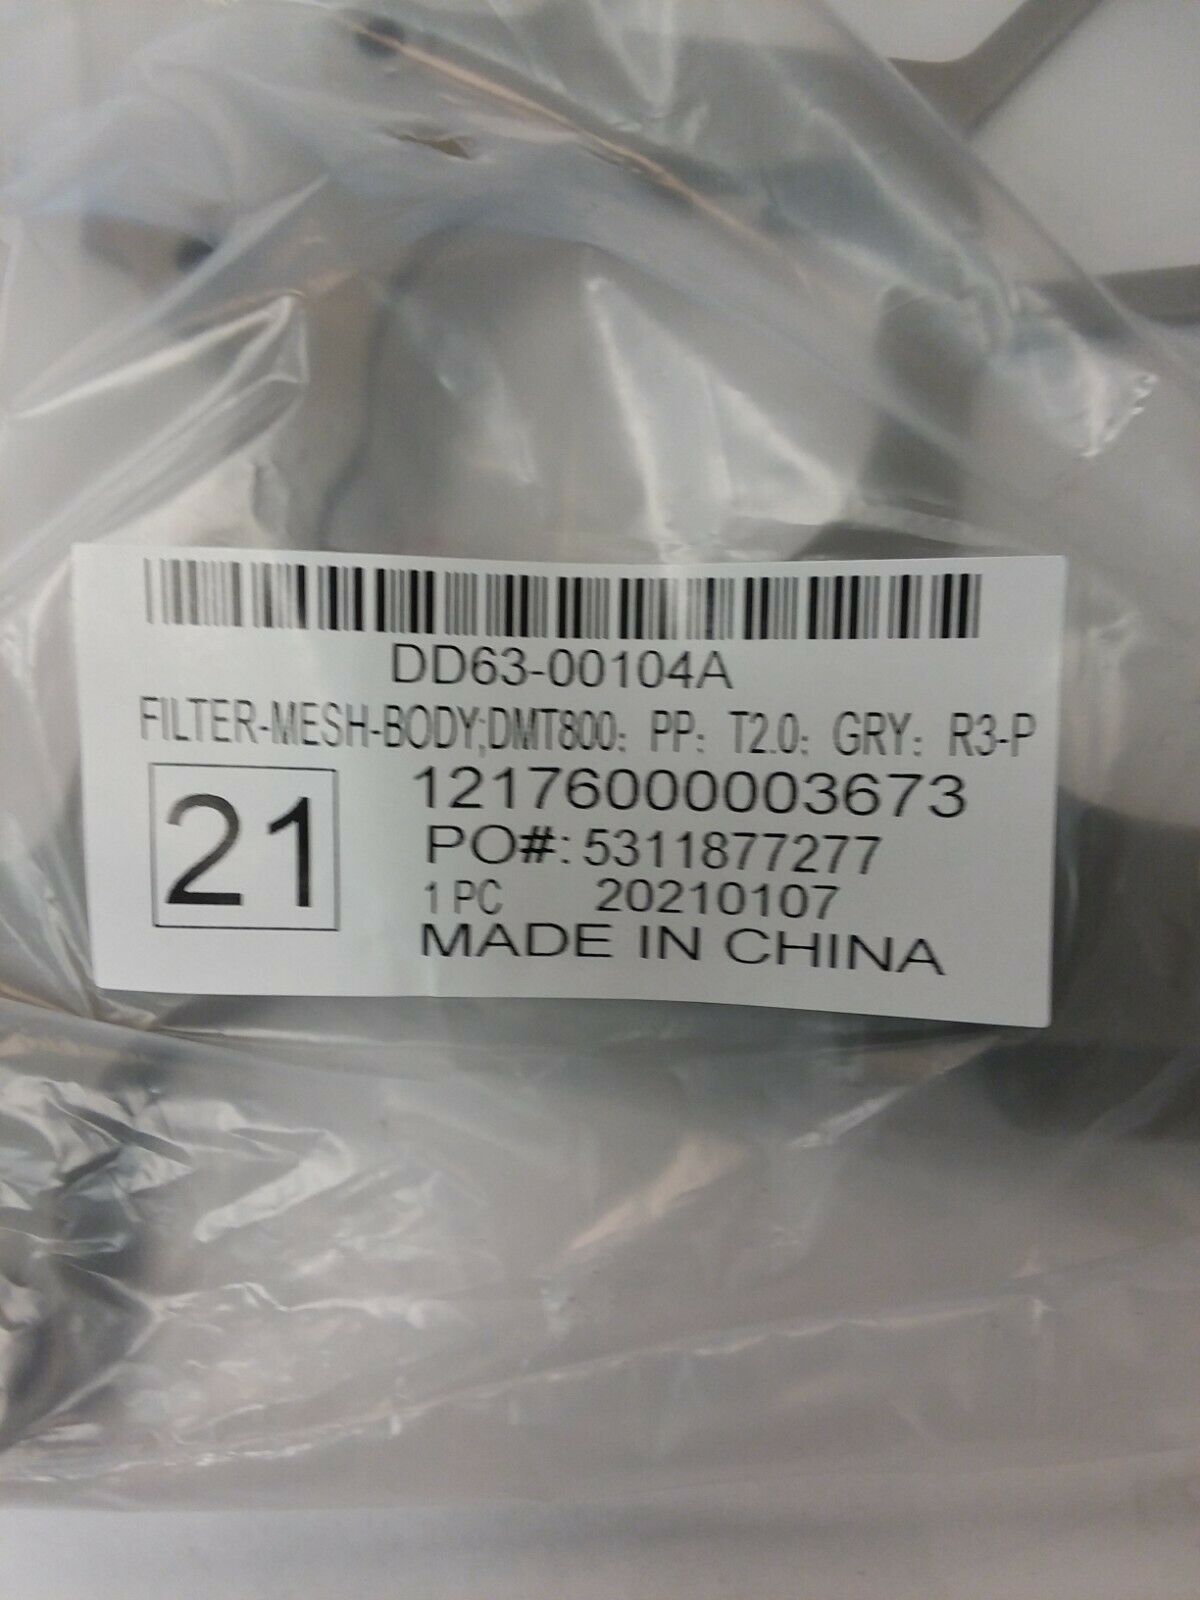 DD63-00104A
FILTER-MESH-BODY;DMT800; PP; T2.0; GRY; R3-P
21
12176000003673
PO#: 5311877277
1 PC 20210107
MADE IN CHINA